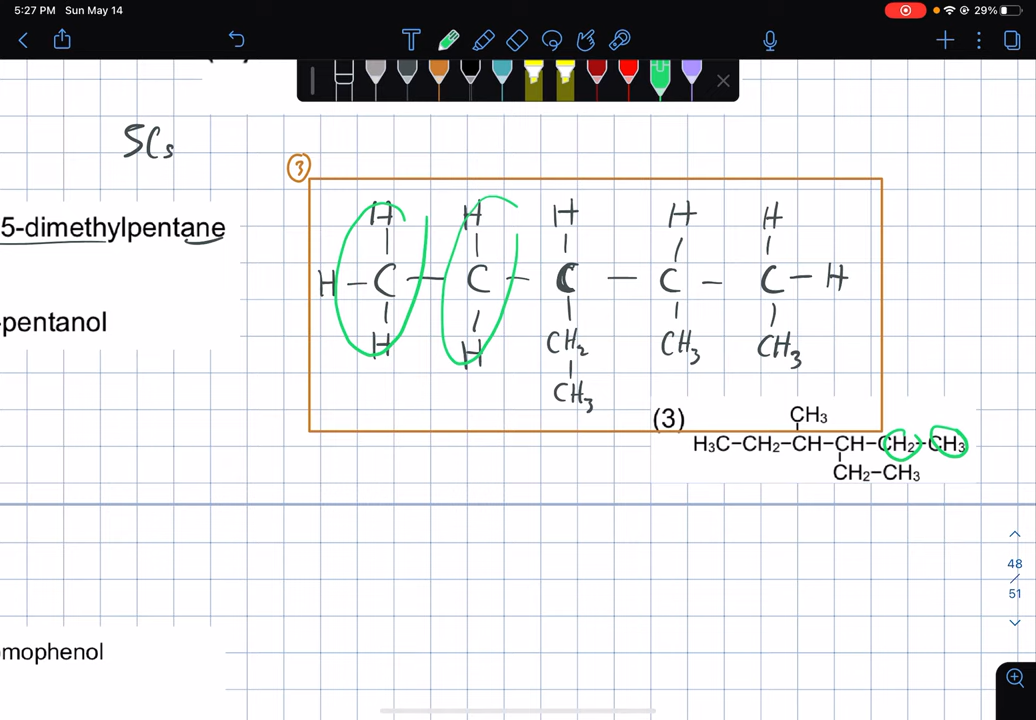 5:27 PM Sun May 14
29%
T
5Cs
5-dimethylpentane
-pentanol
mophenol
3
H H H H H
H-C-C-C-C-C-H
H H CH2 CH3 CH3
CH3
(3)
CH3
H3C-CH2-CH-CH-CH2-CH3
CH2-CH3
48
/
51